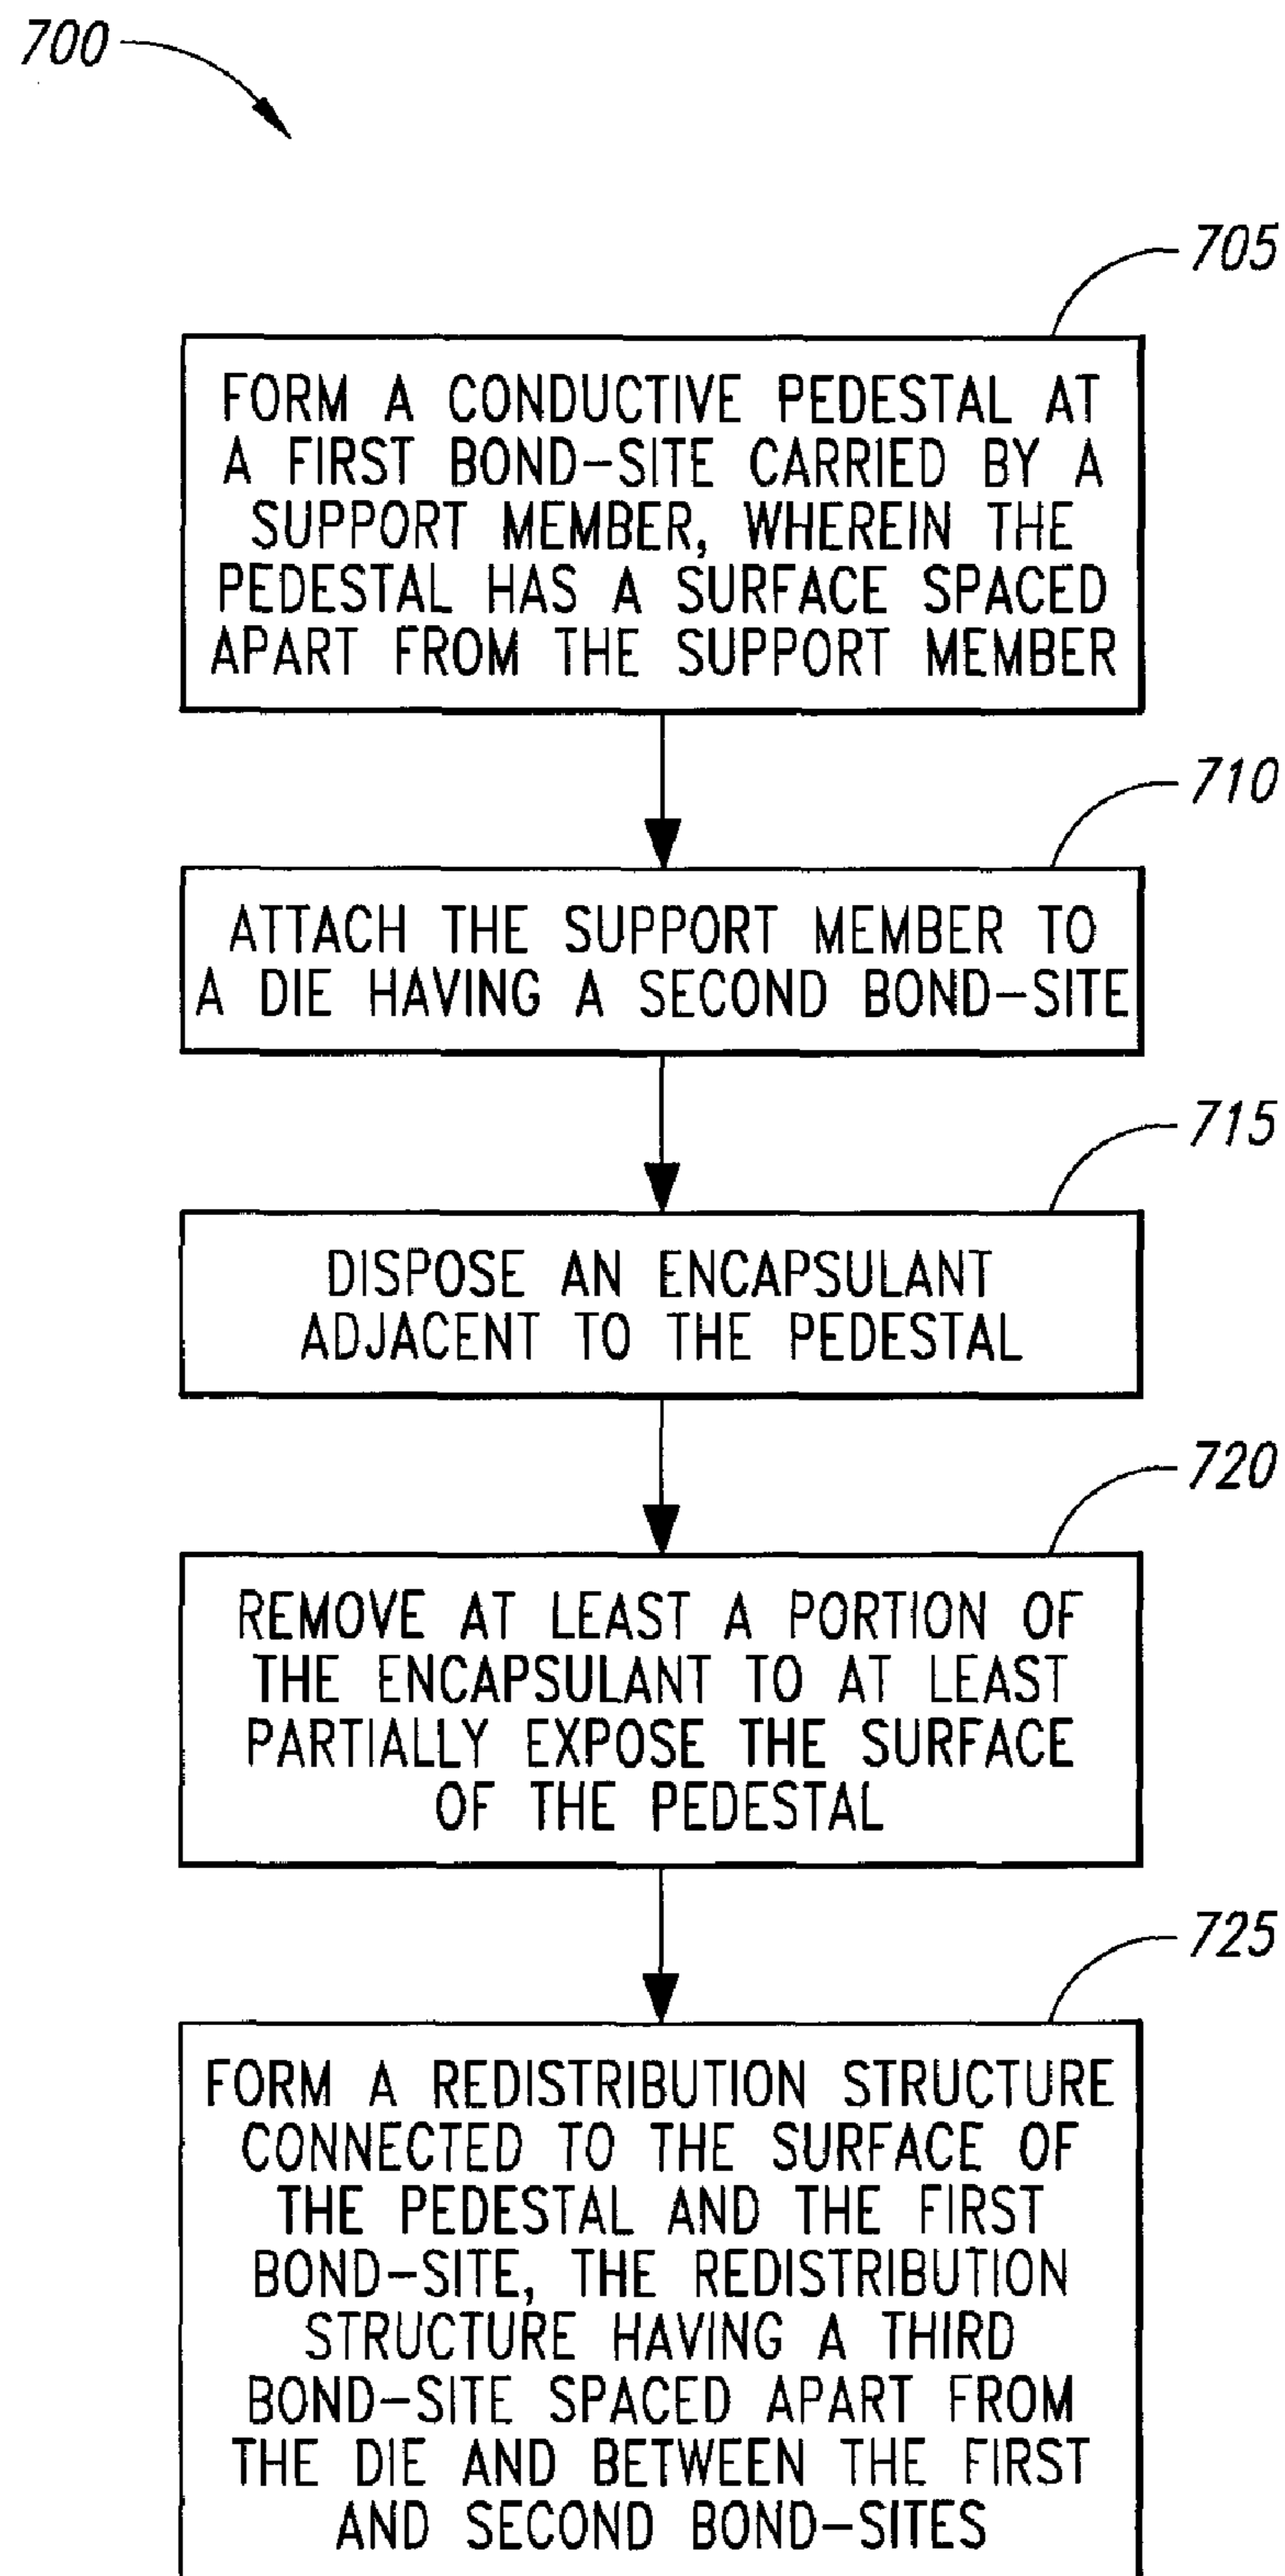 700
705
FORM A CONDUCTIVE PEDESTAL AT
A FIRST BOND-SITE CARRIED BY A
SUPPORT MEMBER, WHEREIN THE
PEDESTAL HAS A SURFACE SPACED
APART FROM THE SUPPORT MEMBER
710
ATTACH THE SUPPORT MEMBER TO
A DIE HAVING A SECOND BOND-SITE
715
DISPOSE AN ENCAPSULANT
ADJACENT TO THE PEDESTAL
720
REMOVE AT LEAST A PORTION OF
THE ENCAPSULANT TO AT LEAST
PARTIALLY EXPOSE THE SURFACE
OF THE PEDESTAL
725
FORM A REDISTRIBUTION STRUCTURE
CONNECTED TO THE SURFACE OF
THE PEDESTAL AND THE FIRST
BOND-SITE, THE REDISTRIBUTION
STRUCTURE HAVING A THIRD
BOND-SITE SPACED APART FROM
THE DIE AND BETWEEN THE FIRST
AND SECOND BOND-SITES